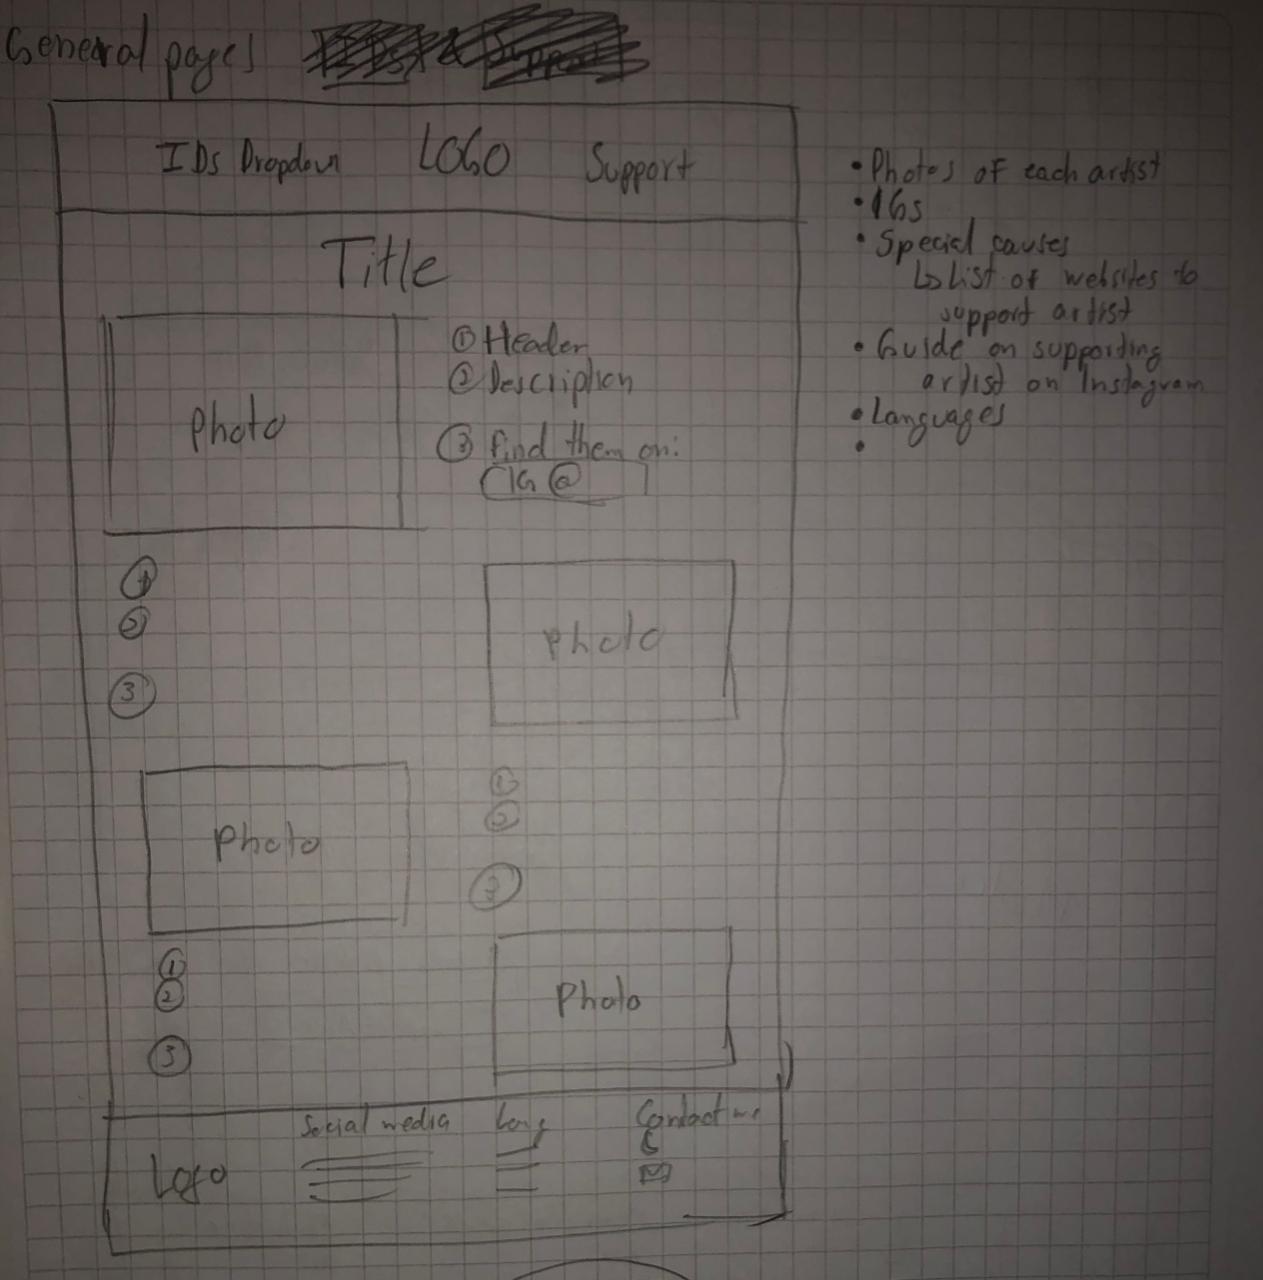 General pages &
IDs Dropdown LOGO Support
Title
Photo
① Header
② Description
③ Find them on:
IG @
①
②
③
Photo
Photo
①
②
③
①
②
③
Photo
Logo
Social media
Lang
Contact me
• Photos of each artist
• IGs
• Special causes
↳ List of websites to
support artist
• Guide on supporting
artist on Instagram
• Languages
•